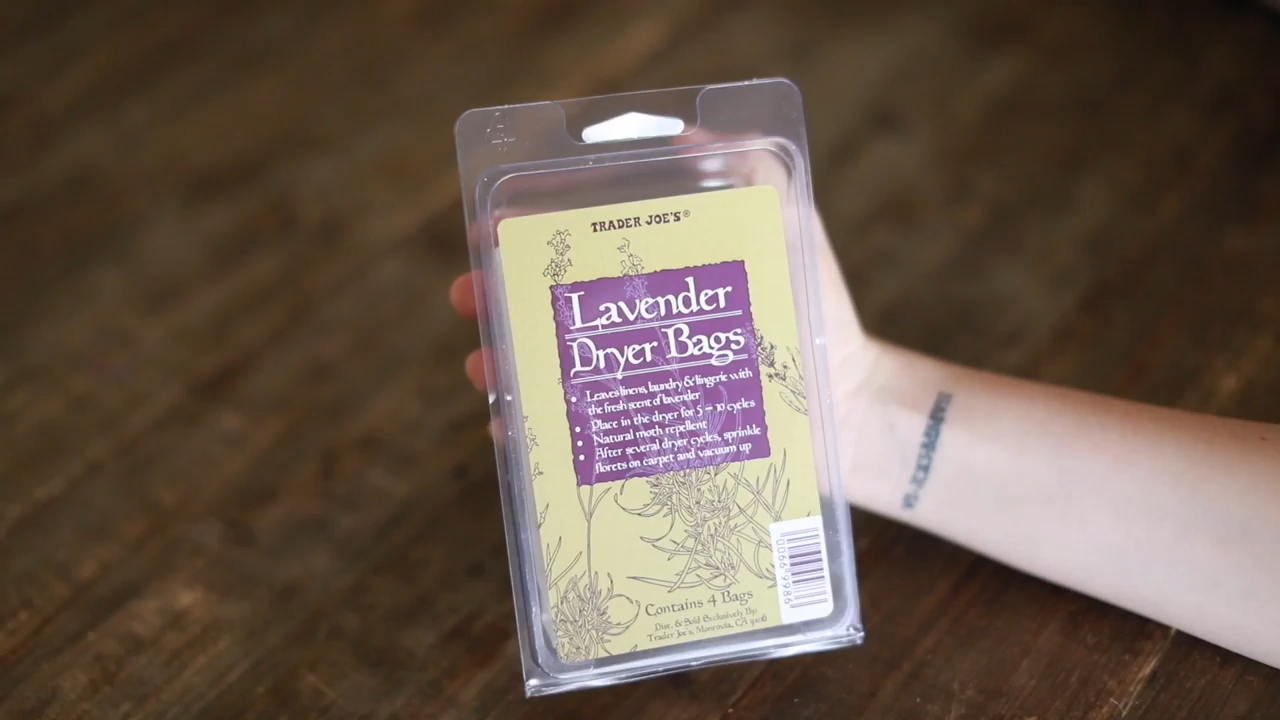 TRADER JOE'S®
Lavender
Dryer Bags
• Leaves linens, laundry & lingerie with
the fresh scent of lavender
• Place in the dryer for 5 – 10 cycles
• Natural moth repellent
• After several dryer cycles, sprinkle
florets on carpet and vacuum up
Contains 4 Bags
Dist. & Sold Exclusively By:
Trader Joe's, Monrovia, CA 91016
0066 9986